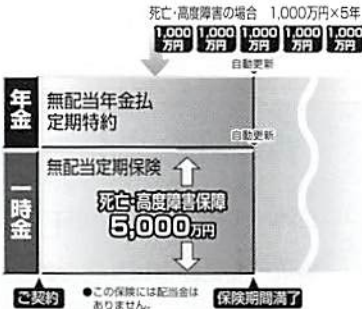 死亡・高度障害の場合 1,000万円×5年
1,000万円 1,000万円 1,000万円 1,000万円 1,000万円
自動更新
年金
無配当年金払
定期特約
自動更新
一時金
無配当定期保険
死亡・高度障害保障
5,000万円
ご契約
●この保険には配当金は
ありません。
保険期間満了